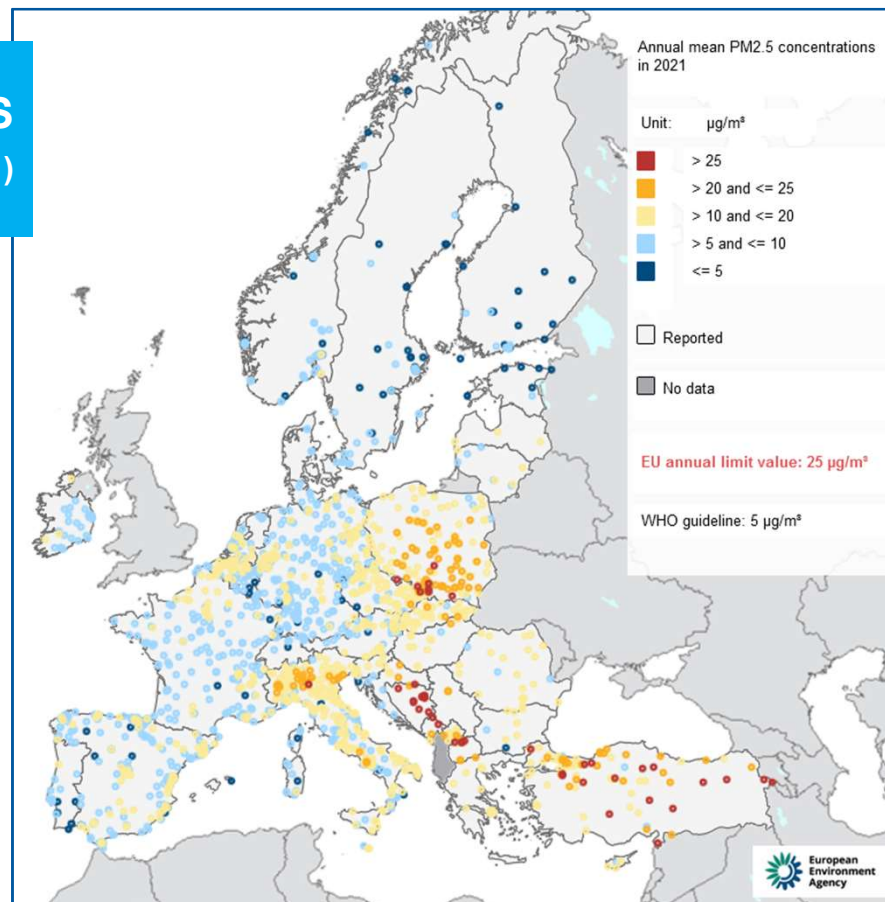 S
)
Annual mean PM2.5 concentrations
in 2021
Unit: µg/m³
> 25
> 20 and <= 25
> 10 and <= 20
> 5 and <= 10
<= 5
Reported
No data
EU annual limit value: 25 µg/m³
WHO guideline: 5 µg/m³
European
Environment
Agency